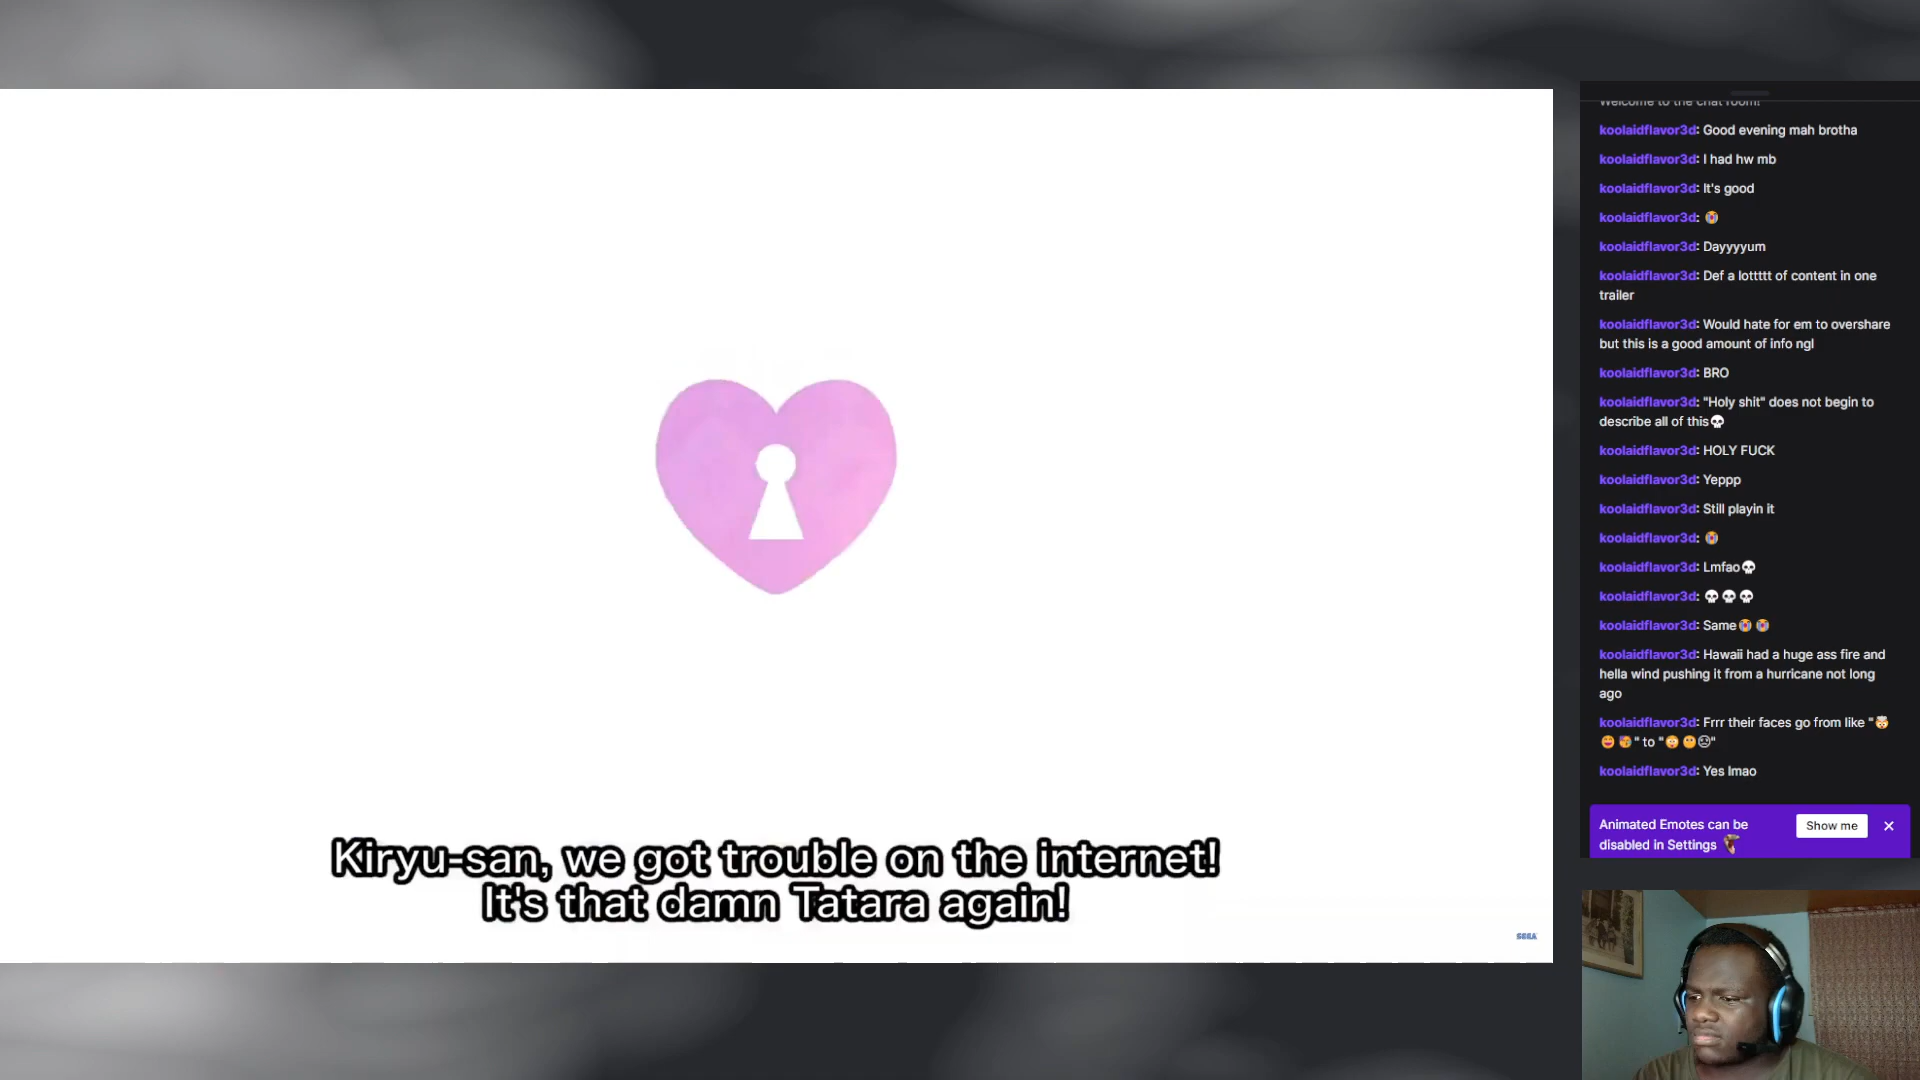 Welcome to the chat room!
koolaidflavor3d: Good evening mah brotha
koolaidflavor3d: I had hw mb
koolaidflavor3d: It's good
koolaidflavor3d: 😭
koolaidflavor3d: Dayyyyum
koolaidflavor3d: Def a lottttt of content in one
trailer
koolaidflavor3d: Would hate for em to overshare
but this is a good amount of info ngl
koolaidflavor3d: BRO
koolaidflavor3d: "Holy shit" does not begin to
describe all of this💀
koolaidflavor3d: HOLY FUCK
koolaidflavor3d: Yeppp
koolaidflavor3d: Still playin it
koolaidflavor3d: 😭
koolaidflavor3d: Lmfao💀
koolaidflavor3d: 💀💀💀
koolaidflavor3d: Same😭😭
koolaidflavor3d: Hawaii had a huge ass fire and
hella wind pushing it from a hurricane not long
ago
koolaidflavor3d: Frrr their faces go from like "
" to "
koolaidflavor3d: Yes lmao
Animated Emotes can be
disabled in Settings
Show me
Kiryu-san, we got trouble on the internet!
It's that damn Tatara again!
SEGA